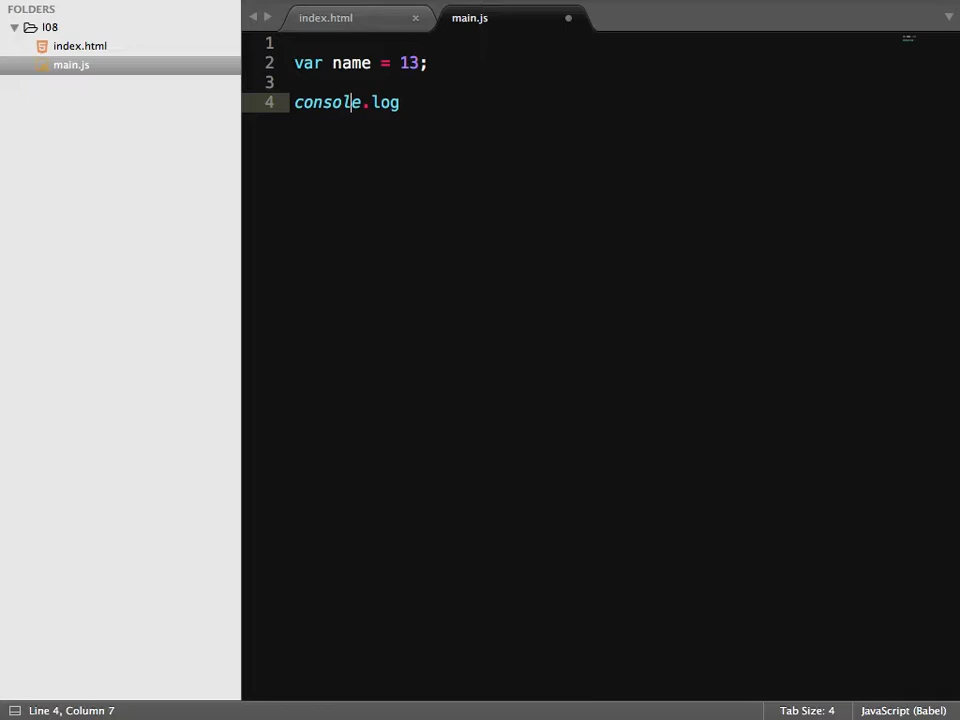 FOLDERS
l08
index.html
main.js
index.html ×
main.js
1
2 var name = 13;
3
4 console.log
Line 4, Column 7
Tab Size: 4
JavaScript (Babel)